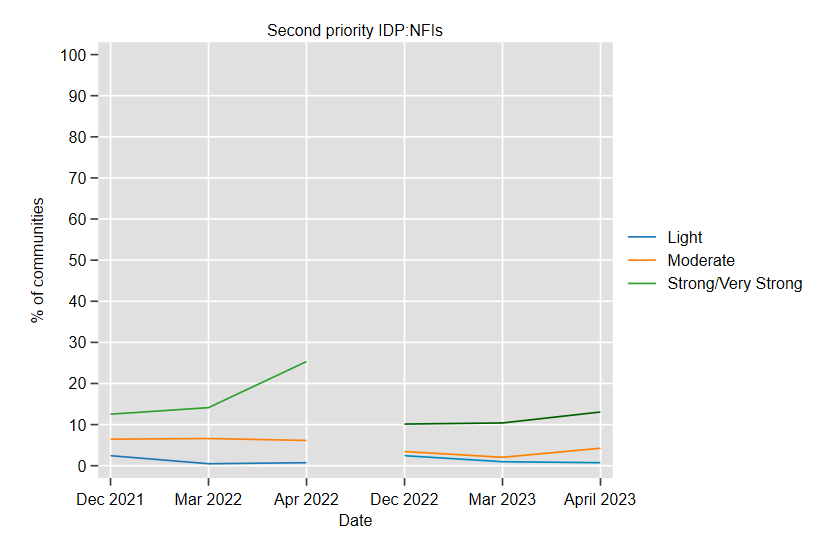 Second priority IDP:NFIs
100
90
80
70
60
50
40
30
20
10
0
% of communities
Dec 2021 Mar 2022 Apr 2022 Dec 2022 Mar 2023 April 2023
Date
Light
Moderate
Strong/Very Strong